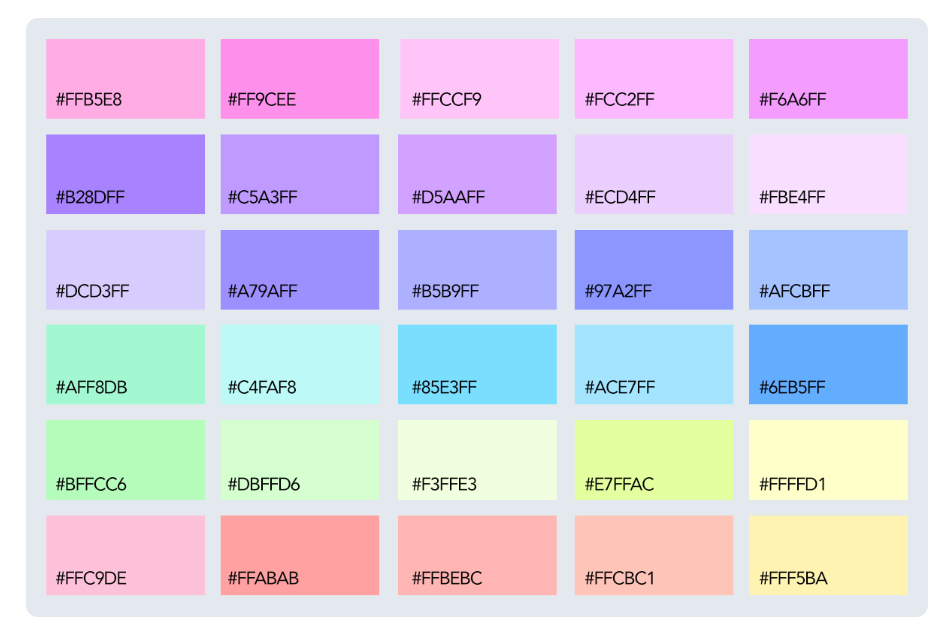 #FFB5E8 #FF9CEE #FFCCF9 #FCC2FF #F6A6FF
#B28DFF #C5A3FF #D5AAFF #ECD4FF #FBE4FF
#DCD3FF #A79AFF #B5B9FF #97A2FF #AFCBFF
#AFF8DB #C4FAF8 #85E3FF #ACE7FF #6EB5FF
#BFFCC6 #DBFFD6 #F3FFE3 #E7FFAC #FFFFD1
#FFC9DE #FFABAB #FFBEBC #FFCBC1 #FFF5BA